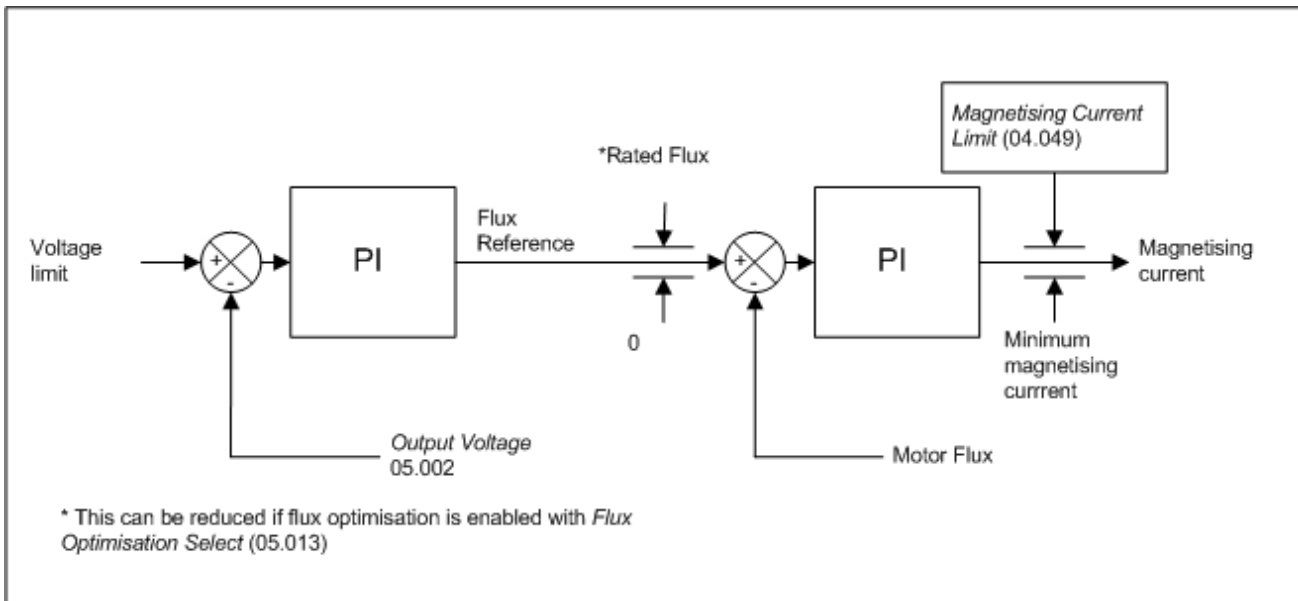 Magnetising Current
Limit (04.049)
*Rated Flux
Voltage
limit
+
-
PI
Flux
Reference
+
-
PI
Magnetising
current
0
Minimum
magnetising
currrent
Output Voltage
05.002
Motor Flux
* This can be reduced if flux optimisation is enabled with Flux
Optimisation Select (05.013)